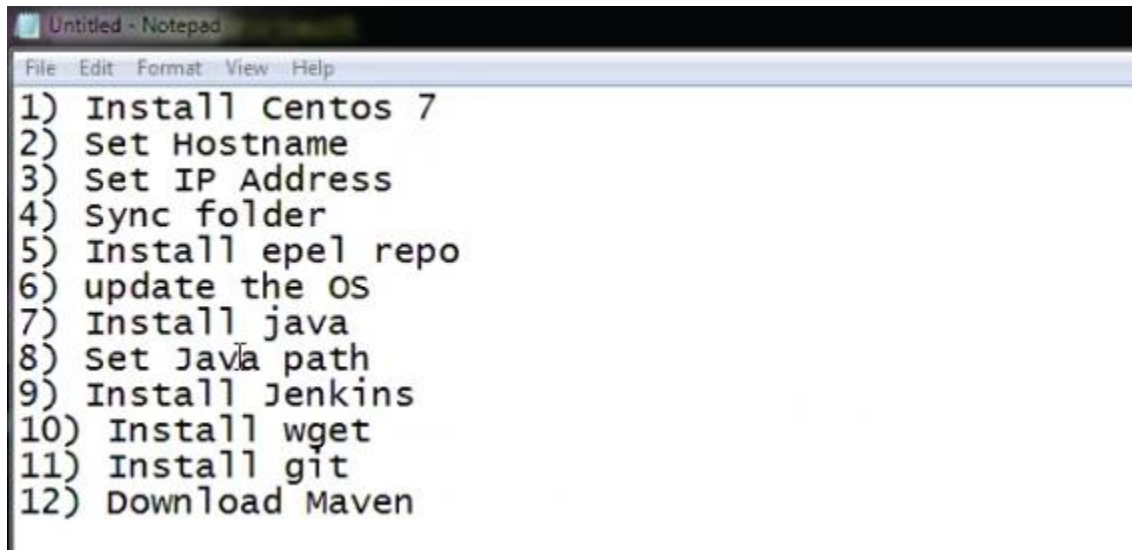 Untitled - Notepad
File Edit Format View Help
1) Install Centos 7
2) Set Hostname
3) Set IP Address
4) Sync folder
5) Install epel repo
6) update the OS
7) Install java
8) Set Java path
9) Install Jenkins
10) Install wget
11) Install git
12) Download Maven